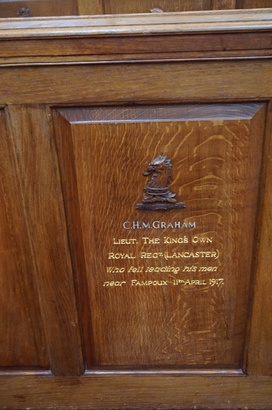 C.H.M. GRAHAM
LIEUT. THE KING'S OWN
ROYAL REGT. (LANCASTER)
Who fell leading his men
near FAMPOUX · 11TH APRIL 1917.